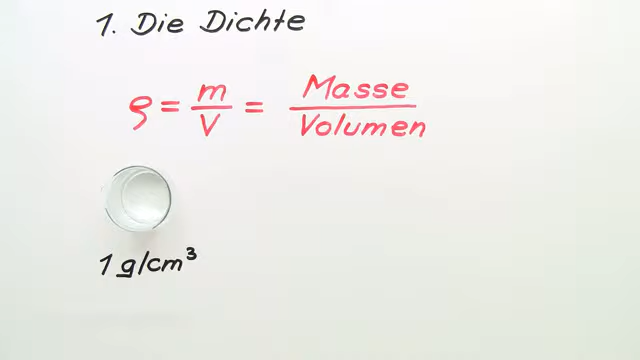 1. Die Dichte
ϱ = m/V = Masse/Volumen
1 g/cm³